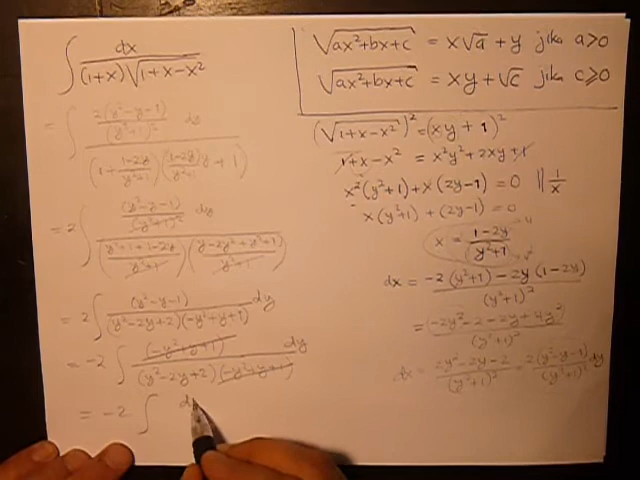 ∫ dx / ((1+x)√(1+x-x²))
= ∫ (2(y²-y-1)/(y²+1)² dy) / ((1+(1-2y)/(y²+1))((1-2y)/(y²+1) y+1))
= 2∫ ((y²-y-1)/(y²+1)² dy) / (((y²+1+1-2y)/(y²+1))((y-2y²+y²+1)/(y²+1)))
= 2∫ (y²-y-1)/((y²-2y+2)(-y²+y+1)) dy
= -2∫ (-y²+y+1)/((y²-2y+2)(-y²+y+1)) dy
= -2∫ d
√(ax²+bx+c) = x√a + y jika a>0
√(ax²+bx+c) = xy + √c jika c≥0
(√(1+x-x²))² = (xy+1)²
1+x-x² = x²y²+2xy+1
x²(y²+1)+x(2y-1) = 0 || 1/x
x(y²+1)+(2y-1) = 0
x = (1-2y)/(y²+1)
dx = (-2(y²+1)-2y(1-2y))/(y²+1)²
= (-2y²-2-2y+4y²)/(y²+1)²
dx = (2y²-2y-2)/(y²+1)² = 2(y²-y-1)/(y²+1)² dy